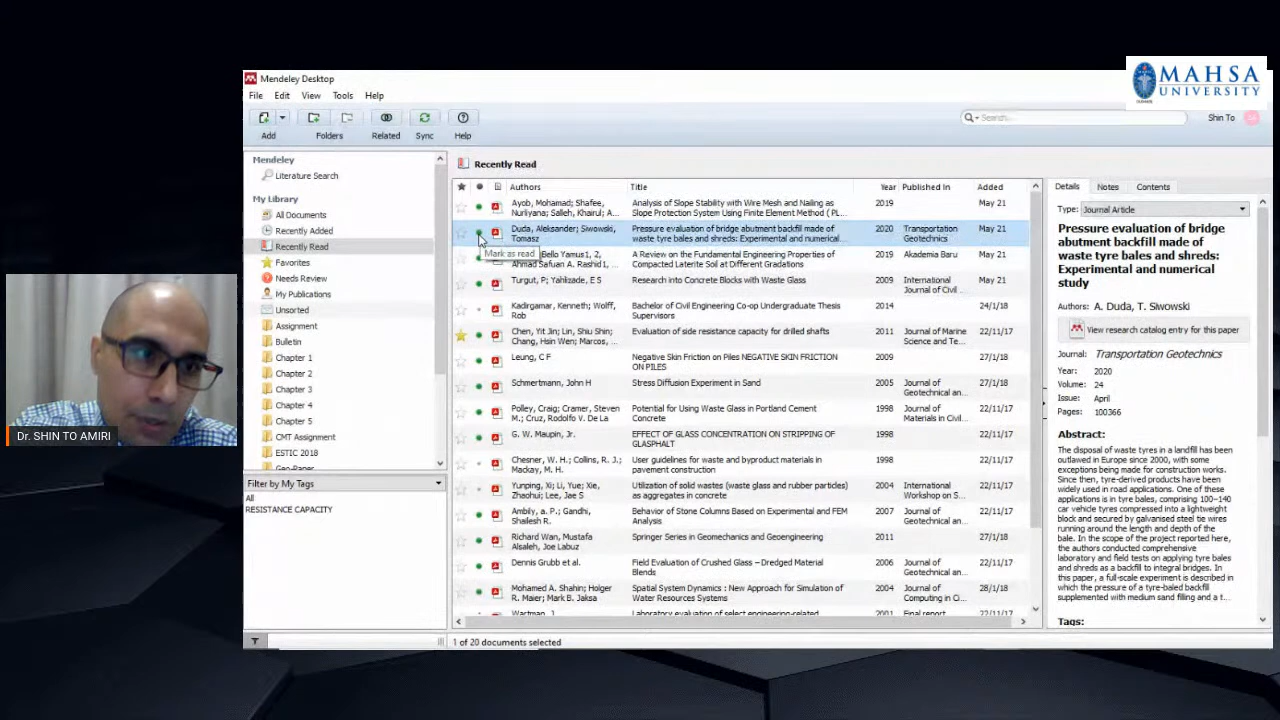 MAHSA
UNIVERSITY
Mendeley Desktop
File Edit View Tools Help
Search...
Shin To
Add Folders Related Sync Help
Mendeley
Literature Search
My Library
All Documents
Recently Added
Recently Read
Favorites
Needs Review
My Publications
Unsorted
Assignment
Bulletin
Chapter 1
Chapter 2
Chapter 3
Chapter 4
Chapter 5
CMT Assignment
ESTIC 2018
Geo-Paper
Filter by My Tags
All
RESISTANCE CAPACITY
Recently Read
Authors Title Year Published In Added
Ayob, Mohamad; Shafee, Analysis of Slope Stability with Wire Mesh and Nailing as 2019 May 21
Nurliyana; Salleh, Khairul; A... Slope Protection System Using Finite Element Method ( PL...
Duda, Aleksander; Siwowski, Pressure evaluation of bridge abutment backfill made of 2020 Transportation May 21
Tomasz waste tyre bales and shreds: Experimental and numerical... Geotechnics
Mark as read
Bello Yamus1, 2, A Review on the Fundamental Engineering Properties of 2019 Akademia Baru May 21
Ahmad Safuan A. Rashid1, ... Compacted Laterite Soil at Different Gradations
Turgut, P; Yahlizade, E S Research into Concrete Blocks with Waste Glass 2009 International May 21
Journal of Civil ...
Kadirgamar, Kenneth; Wolff, Bachelor of Civil Engineering Co-op Undergraduate Thesis 2014 24/1/18
Rob Supervisors
Chen, Yit Jin; Lin, Shiu Shin; Evaluation of side resistance capacity for drilled shafts 2011 Journal of Marine 22/11/17
Chang, Hsin Wen; Marcos, ... Science and Te...
Leung, C F Negative Skin Friction on Piles NEGATIVE SKIN FRICTION 2009 27/1/18
ON PILES
Schmertmann, John H Stress Diffusion Experiment in Sand 2005 Journal of 27/1/18
Geotechnical an...
Polley, Craig; Cramer, Steven Potential for Using Waste Glass in Portland Cement 1998 Journal of 22/11/17
M.; Cruz, Rodolfo V. De La Concrete Materials in Civil...
G. W. Maupin, Jr. EFFECT OF GLASS CONCENTRATION ON STRIPPING OF 1998 22/11/17
GLASPHALT
Chesner, W. H.; Collins, R. J.; User guidelines for waste and byproduct materials in 1998 22/11/17
Mackay, M. H. pavement construction
Yunping, Xi; Li, Yue; Xie, Utilization of solid wastes (waste glass and rubber particles) 2004 International 22/11/17
Zhaohui; Lee, Jae S as aggregates in concrete Workshop on S...
Ambily, a. P.; Gandhi, Behavior of Stone Columns Based on Experimental and FEM 2007 Journal of 22/11/17
Shailesh R. Analysis Geotechnical an...
Richard Wan, Mustafa Springer Series in Geomechanics and Geoengineering 2011 27/1/18
Alsaleh, Joe Labuz
Dennis Grubb et al. Field Evaluation of Crushed Glass – Dredged Material 2006 Journal of 22/11/17
Blends Geotechnical an...
Mohamed A. Shahin; Holger Spatial System Dynamics : New Approach for Simulation of 2004 Journal of 28/1/18
R. Maier; Mark B. Jaksa Water Resources Systems Computing in Ci...
Wartman, J Laboratory evaluation of select engineering-related 2001 Final report 22/11/17
1 of 20 documents selected
Details Notes Contents
Type: Journal Article
Pressure evaluation of bridge
abutment backfill made of
waste tyre bales and shreds:
Experimental and numerical
study
Authors: A. Duda, T. Siwowski
View research catalog entry for this paper
Journal: Transportation Geotechnics
Year: 2020
Volume: 24
Issue: April
Pages: 100366
Abstract:
The disposal of waste tyres in a landfill has been
outlawed in Europe since 2000, with some
exceptions being made for construction works.
Since then, tyre-derived products have been
widely used in road applications. One of these
applications is in tyre bales, comprising 100–140
car vehicle tyres compressed into a lightweight
block and secured by galvanised steel tie wires
running around the length and depth of the
bale. In the scope of the project reported here,
the authors conducted comprehensive
laboratory and field tests on applying tyre bales
and shreds as a backfill to integral bridges. In
this paper, a full-scale experiment is described in
which the pressure of a tyre-baled backfill
supplemented with medium sand filling and a t...
Tags:
Dr. SHIN TO AMIRI